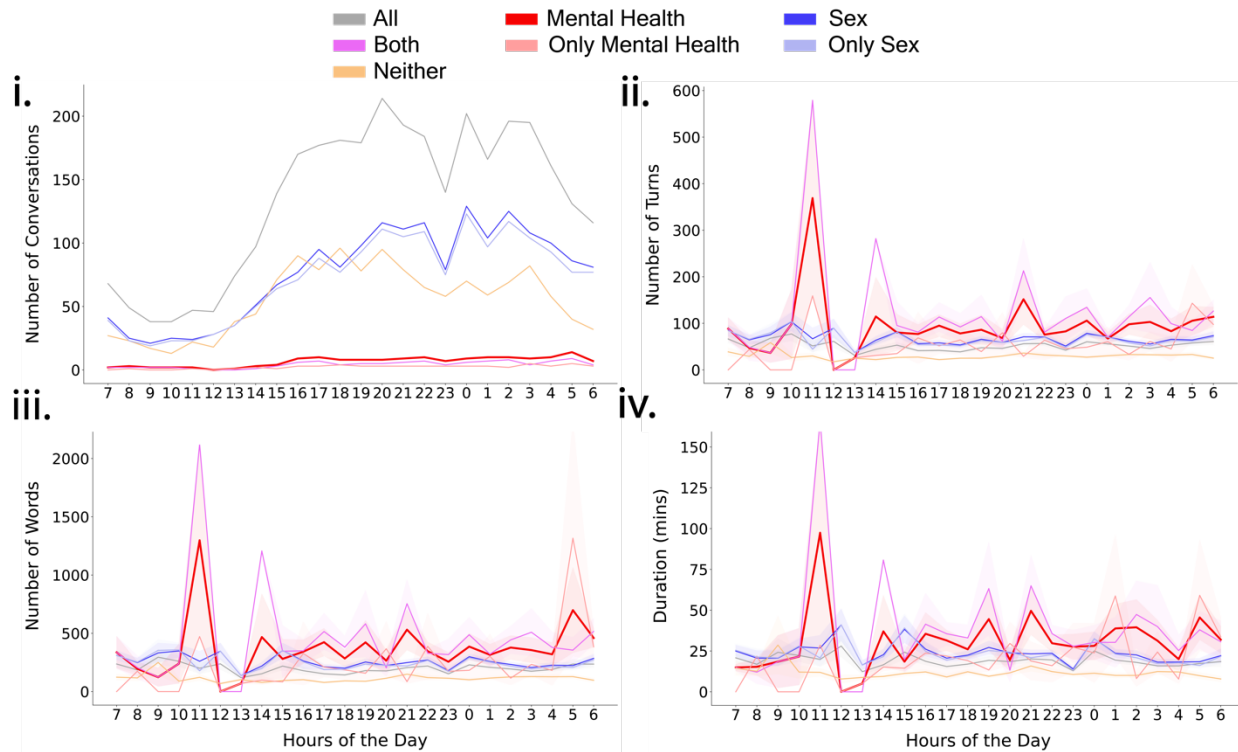 All Mental Health Sex
Both Only Mental Health Only Sex
Neither
i.
Number of Conversations
200
150
100
50
0
7 8 9 10 11 12 13 14 15 16 17 18 19 20 21 22 23 0 1 2 3 4 5 6
ii.
Number of Turns
600
500
400
300
200
100
0
7 8 9 10 11 12 13 14 15 16 17 18 19 20 21 22 23 0 1 2 3 4 5 6
iii.
Number of Words
2000
1500
1000
500
0
7 8 9 10 11 12 13 14 15 16 17 18 19 20 21 22 23 0 1 2 3 4 5 6
Hours of the Day
iv.
Duration (mins)
150
125
100
75
50
25
0
7 8 9 10 11 12 13 14 15 16 17 18 19 20 21 22 23 0 1 2 3 4 5 6
Hours of the Day